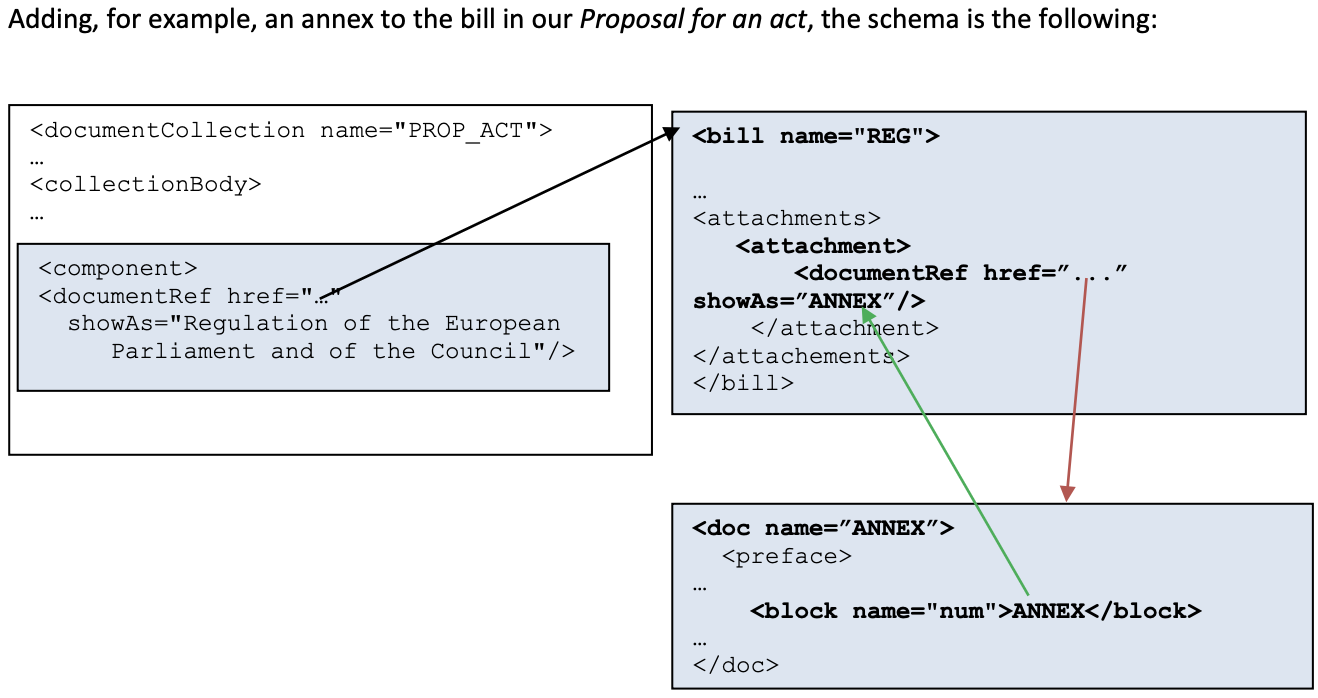 Adding, for example, an annex to the bill in our Proposal for an act, the schema is the following:
<documentCollection name="PROP_ACT">
…
<collectionBody>
…
<component>
<documentRef href="…"
showAs="Regulation of the European
Parliament and of the Council"/>
<bill name="REG">
…
<attachments>
<attachment>
<documentRef href=”...”
showAs=”ANNEX”/>
</attachment>
</attachements>
</bill>
<doc name=”ANNEX”>
<preface>
…
<block name="num">ANNEX</block>
…
</doc>